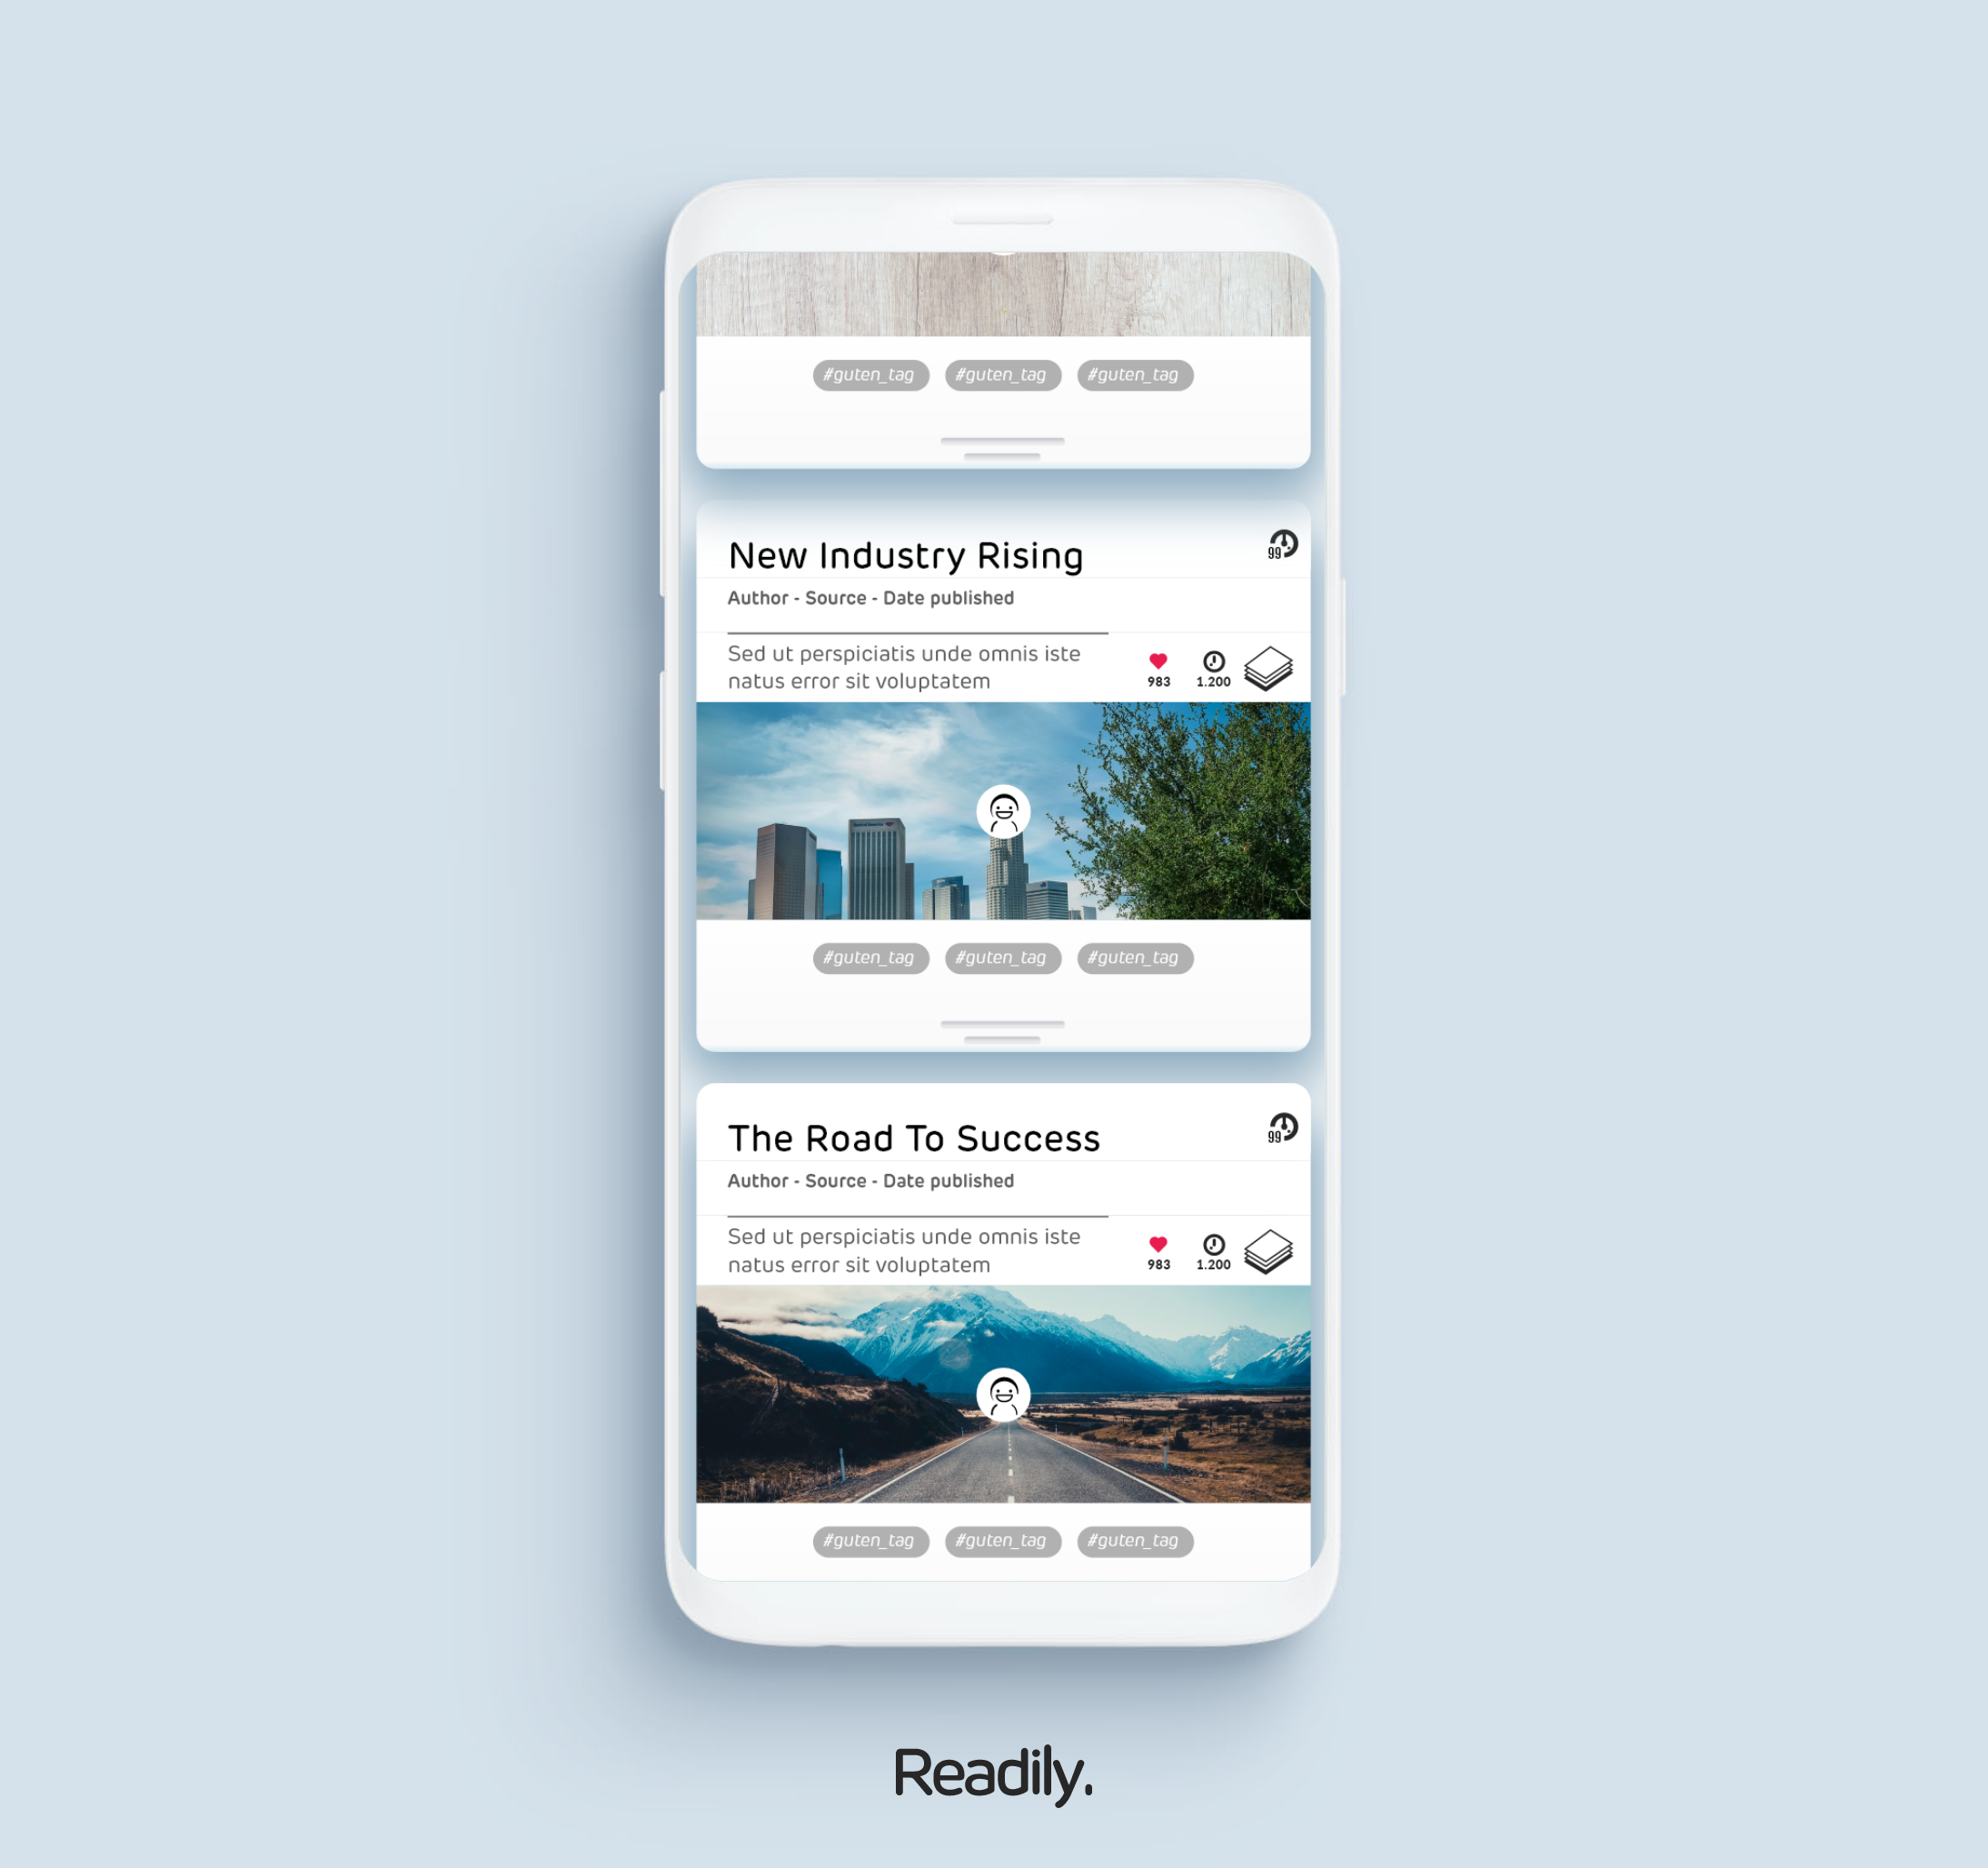 #guten_tag #guten_tag #guten_tag
New Industry Rising
99
Author - Source - Date published
Sed ut perspiciatis unde omnis iste
natus error sit voluptatem
983 1.200
#guten_tag #guten_tag #guten_tag
The Road To Success
99
Author - Source - Date published
Sed ut perspiciatis unde omnis iste
natus error sit voluptatem
983 1.200
#guten_tag #guten_tag #guten_tag
Readily.